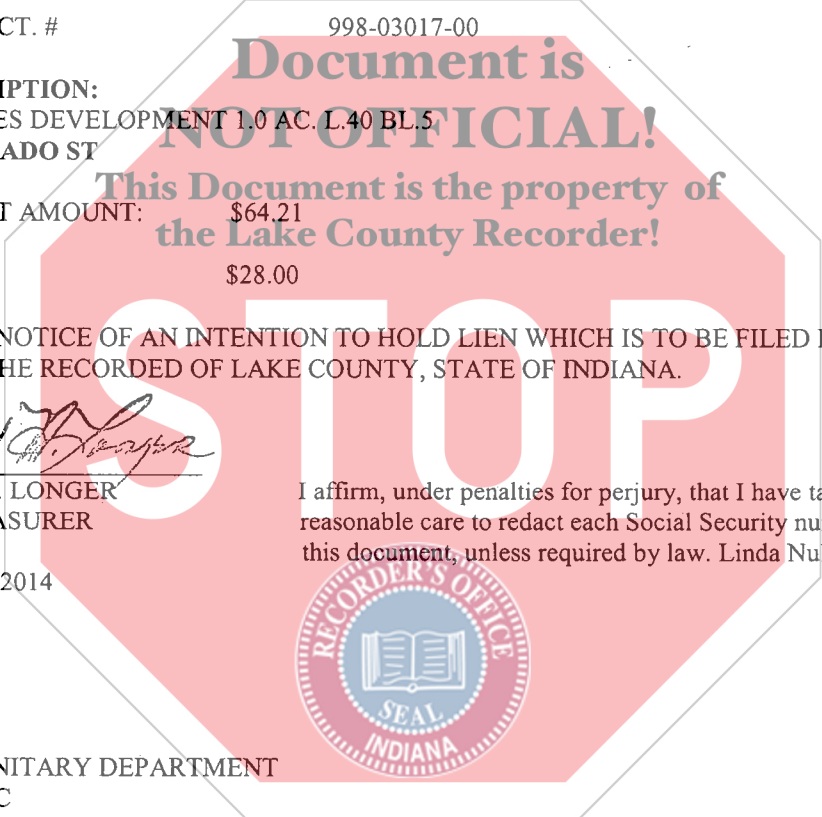 CT. # 998-03017-00
Document is
IPTION:
ES DEVELOPMENT 1.0 AC. L.40 BL.5
NOT OFFICIAL!
ADO ST
This Document is the property of
T AMOUNT: $64.21
the Lake County Recorder!
$28.00
NOTICE OF AN INTENTION TO HOLD LIEN WHICH IS TO BE FILED
HE RECORDED OF LAKE COUNTY, STATE OF INDIANA.
STOP
LONGER
ASURER
I affirm, under penalties for perjury, that I have ta
reasonable care to redact each Social Security nu
this document, unless required by law. Linda Nu
2014
RECORDER'S OFFICE
SEAL
INDIANA
NITARY DEPARTMENT
C